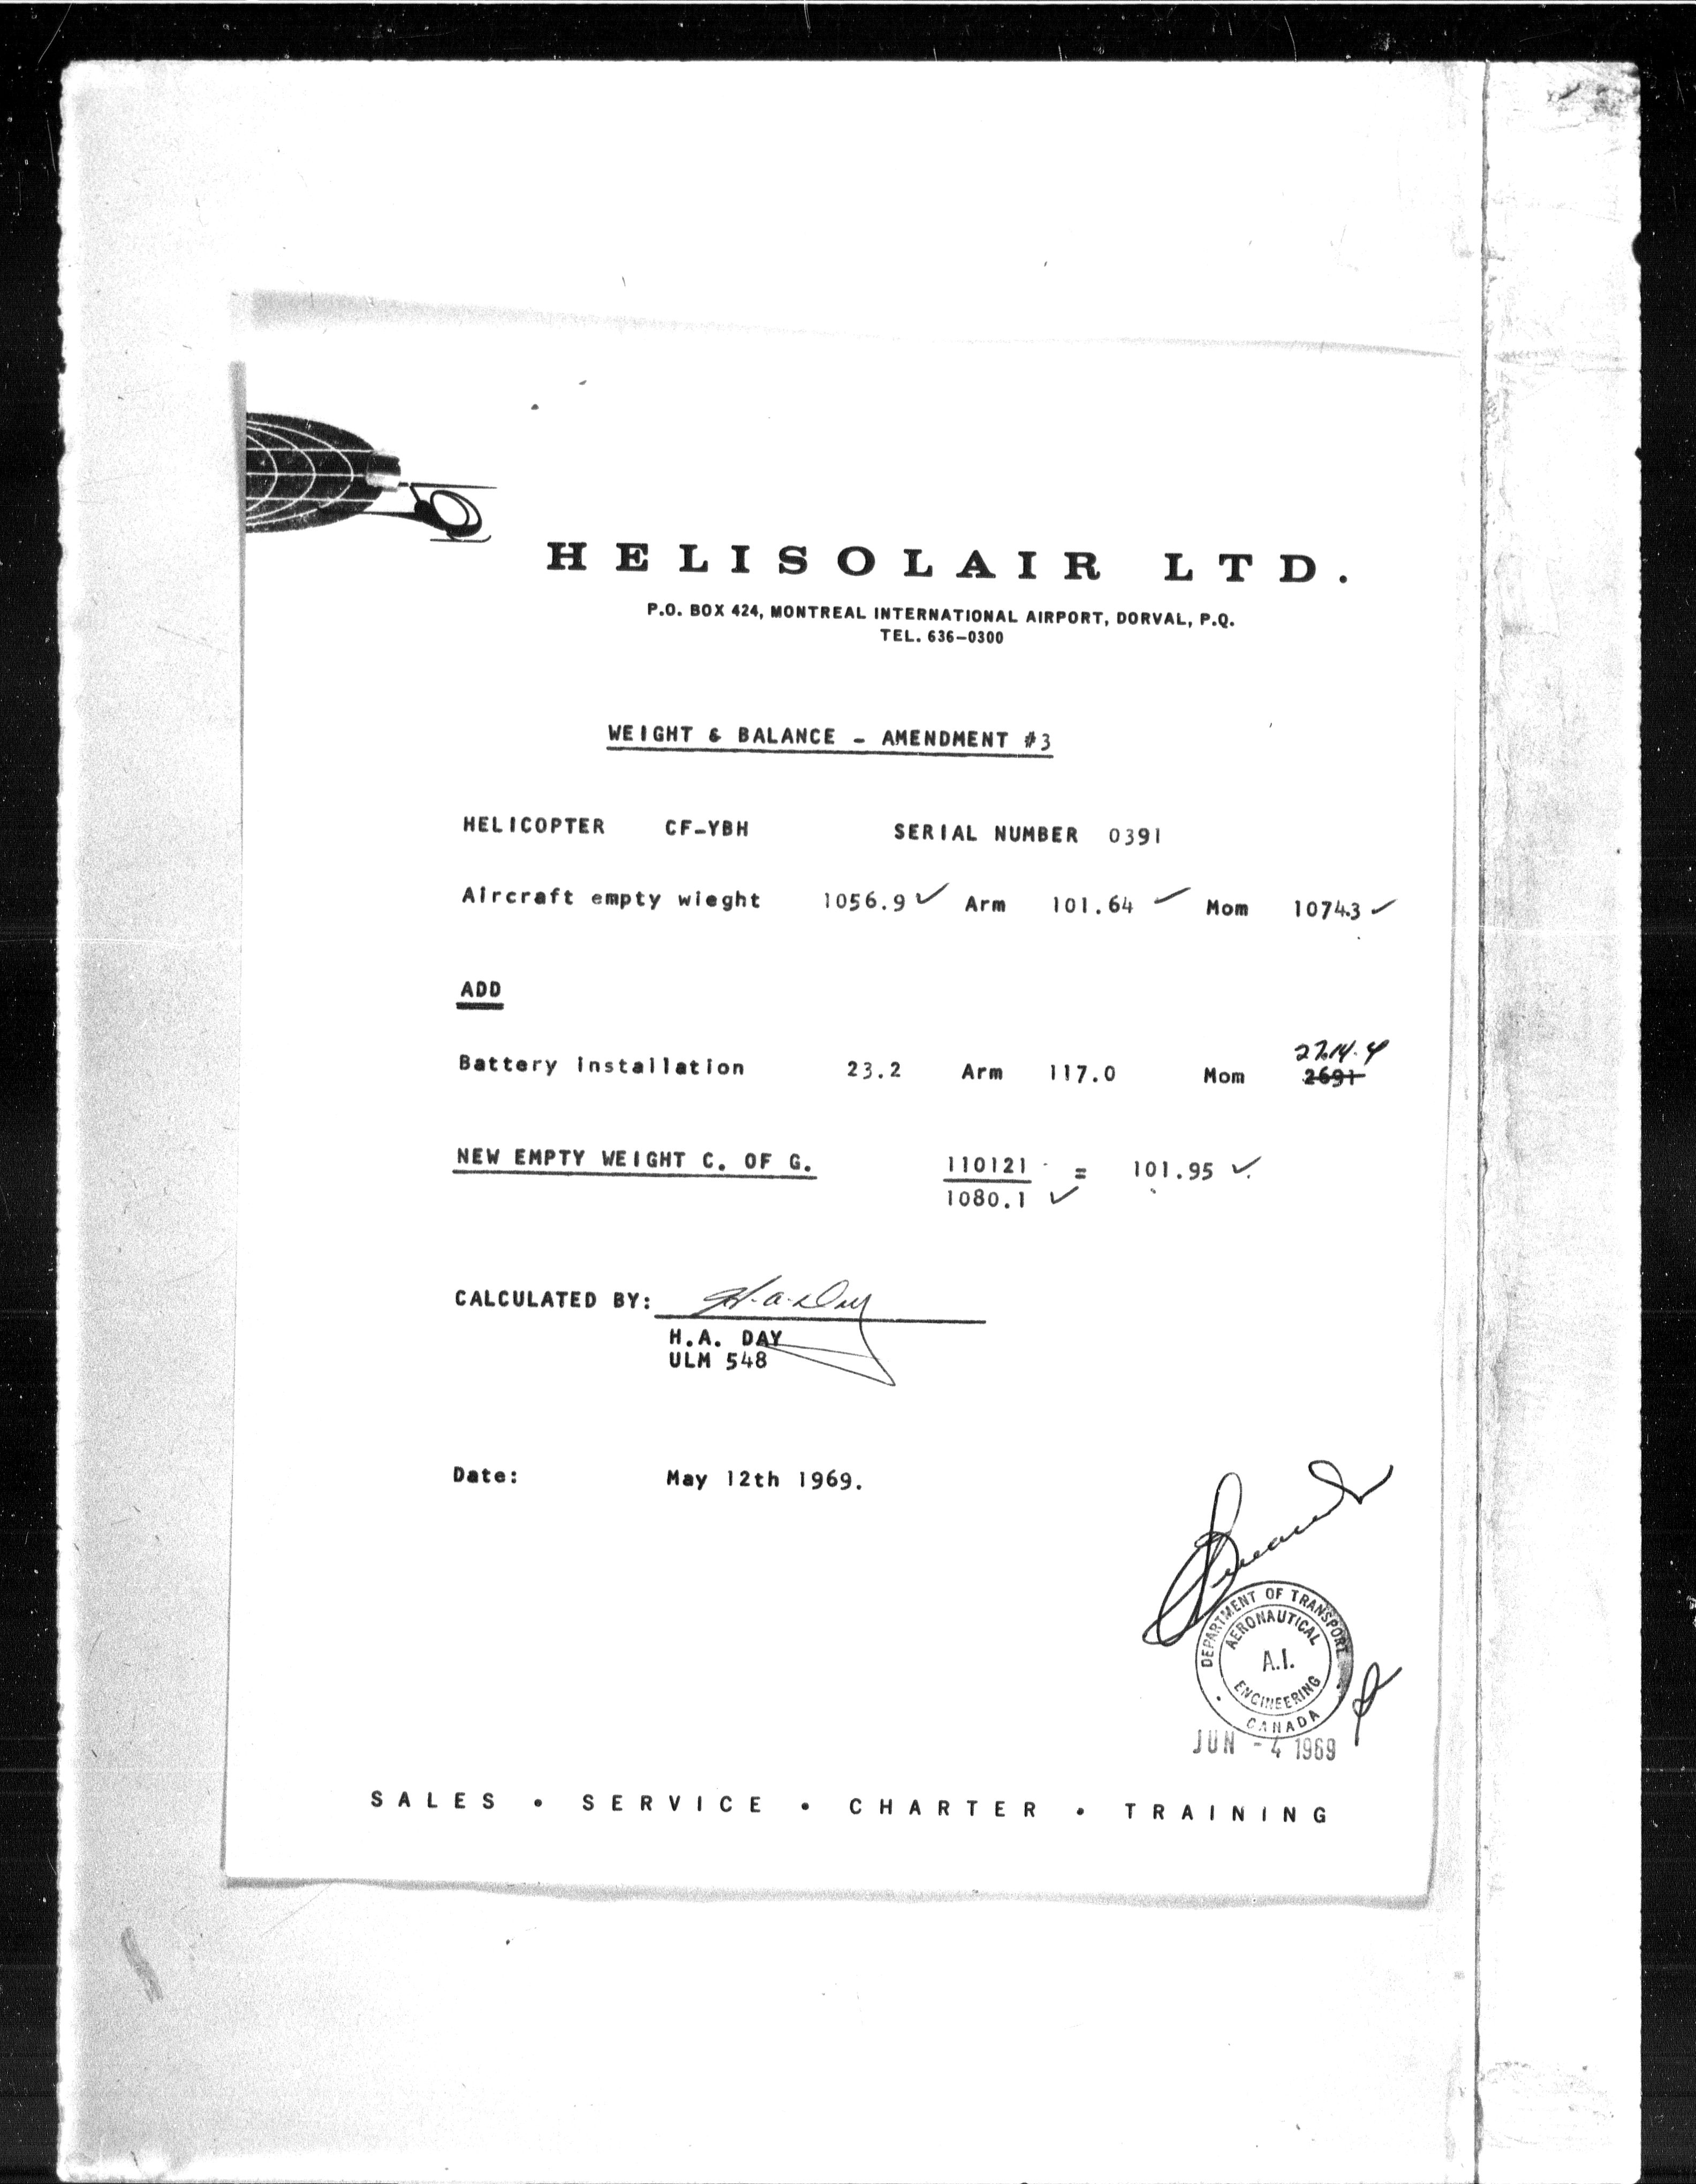 HELISOLAIR LTD.
P.O. BOX 424, MONTREAL INTERNATIONAL AIRPORT, DORVAL, P.Q.
TEL. 636-0300
WEIGHT & BALANCE - AMENDMENT #3
HELICOPTER CF-YBH SERIAL NUMBER 0391
Aircraft empty wieght 1056.9 ✓ Arm 101.64 ✓ Mom 10743 ✓
ADD
2714.4
Battery installation 23.2 Arm 117.0 Mom 2691
NEW EMPTY WEIGHT C. OF G. 110121 = 101.95 ✓
1080.1 ✓
CALCULATED BY: H.A. Day
H.A. DAY
ULM 548
Date: May 12th 1969.
DEPARTMENT OF TRANSPORT
AERONAUTICAL
A.I.
ENGINEERING
CANADA
JUN - 4 1969
SALES • SERVICE • CHARTER • TRAINING